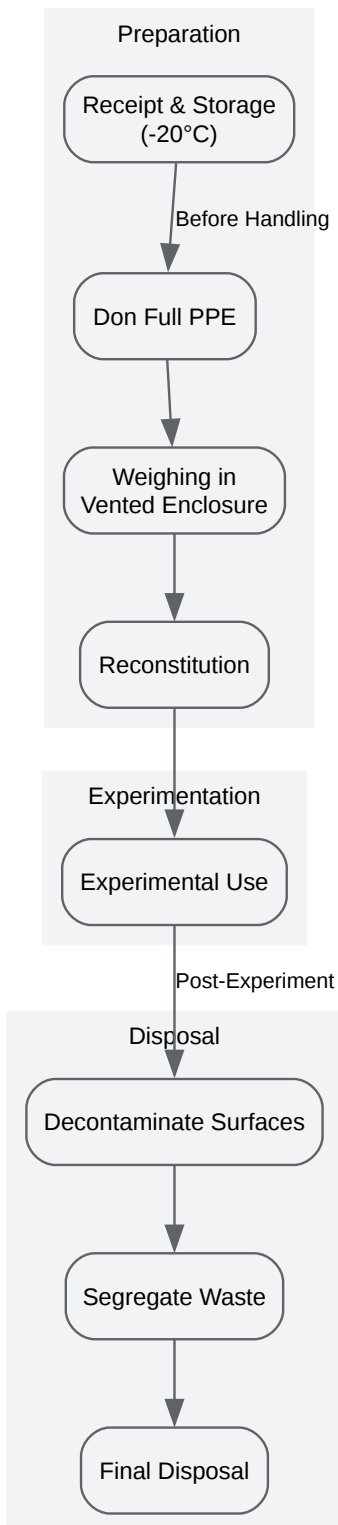 Preparation
Receipt & Storage
(-20°C)
Before Handling
Don Full PPE
Weighing in
Vented Enclosure
Reconstitution
Experimentation
Experimental Use
Post-Experiment
Disposal
Decontaminate Surfaces
Segregate Waste
Final Disposal